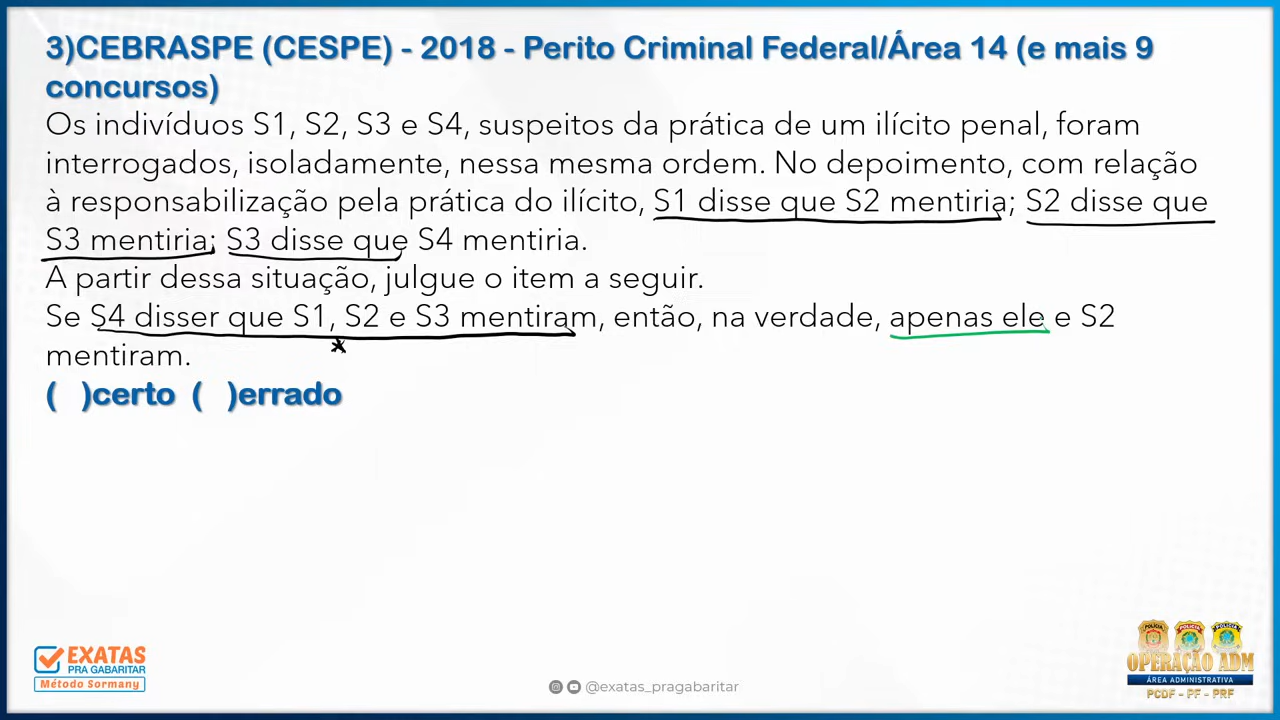 3)CEBRASPE (CESPE) - 2018 - Perito Criminal Federal/Área 14 (e mais 9
concursos)
Os indivíduos S1, S2, S3 e S4, suspeitos da prática de um ilícito penal, foram
interrogados, isoladamente, nessa mesma ordem. No depoimento, com relação
à responsabilização pela prática do ilícito, S1 disse que S2 mentiria; S2 disse que
S3 mentiria; S3 disse que S4 mentiria.
A partir dessa situação, julgue o item a seguir.
Se S4 disser que S1, S2 e S3 mentiram, então, na verdade, apenas ele e S2
mentiram.
( )certo ( )errado
EXATAS
PRA GABARITAR
Método Sormany
@exatas_pragabaritar
POLÍCIA POLÍCIA POLÍCIA
OPERAÇÃO ADM
ÁREA ADMINISTRATIVA
PCDF - PF - PRF